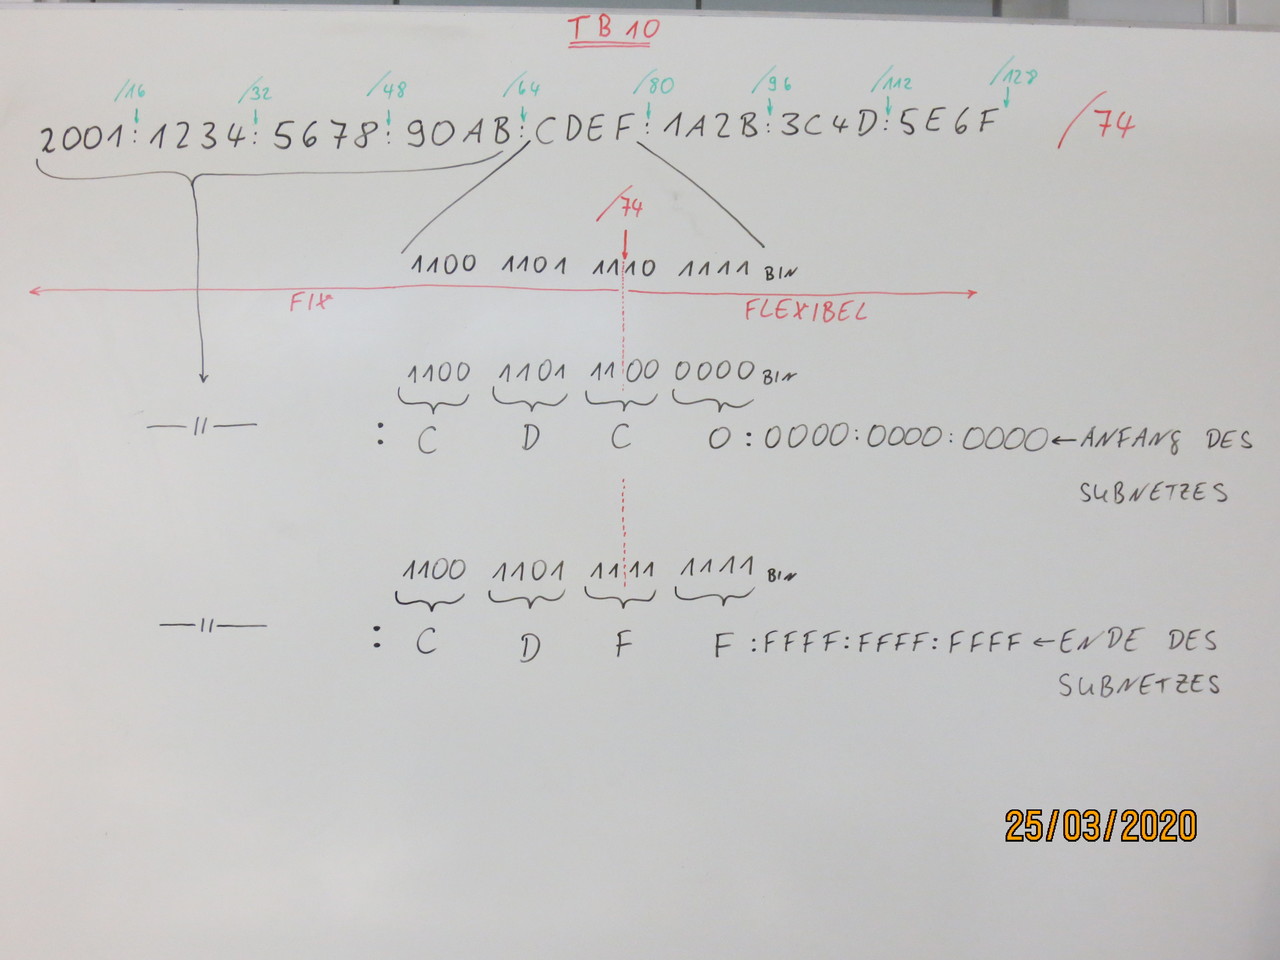 TB 10
/16 /32 /48 /64 /80 /96 /112 /128
2001:1234:5678:90AB:CDEF:1A2B:3C4D:5E6F /74
/74
1100 1101 1110 1111 BIN
FIX FLEXIBEL
1100 1101 1100 0000 BIN
—||— : C D C 0:0000:0000:0000 ← ANFANG DES
SUBNETZES
1100 1101 1111 1111 BIN
—||— : C D F F:FFFF:FFFF:FFFF ← ENDE DES
SUBNETZES
25/03/2020